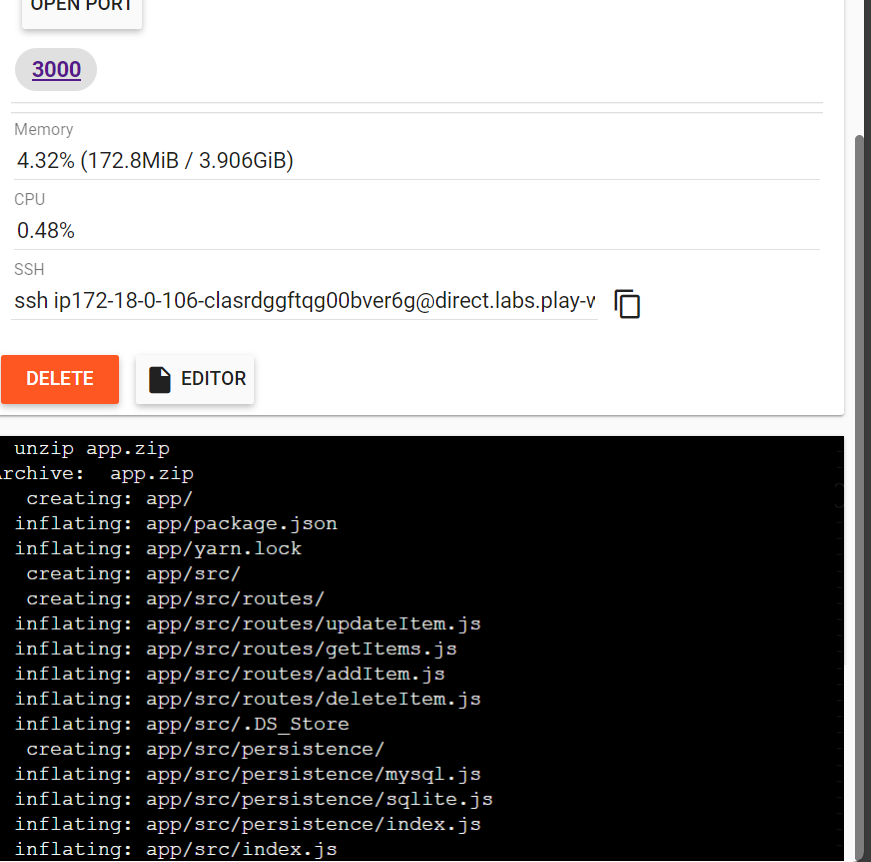 OPEN PORT
3000
Memory
4.32% (172.8MiB / 3.906GiB)
CPU
0.48%
SSH
ssh ip172-18-0-106-clasrdggftqg00bver6g@direct.labs.play-w
DELETE
EDITOR
unzip app.zip
Archive:  app.zip
creating: app/
inflating: app/package.json
inflating: app/yarn.lock
creating: app/src/
creating: app/src/routes/
inflating: app/src/routes/updateItem.js
inflating: app/src/routes/getItems.js
inflating: app/src/routes/addItem.js
inflating: app/src/routes/deleteItem.js
inflating: app/src/.DS_Store
creating: app/src/persistence/
inflating: app/src/persistence/mysql.js
inflating: app/src/persistence/sqlite.js
inflating: app/src/persistence/index.js
inflating: app/src/index.js